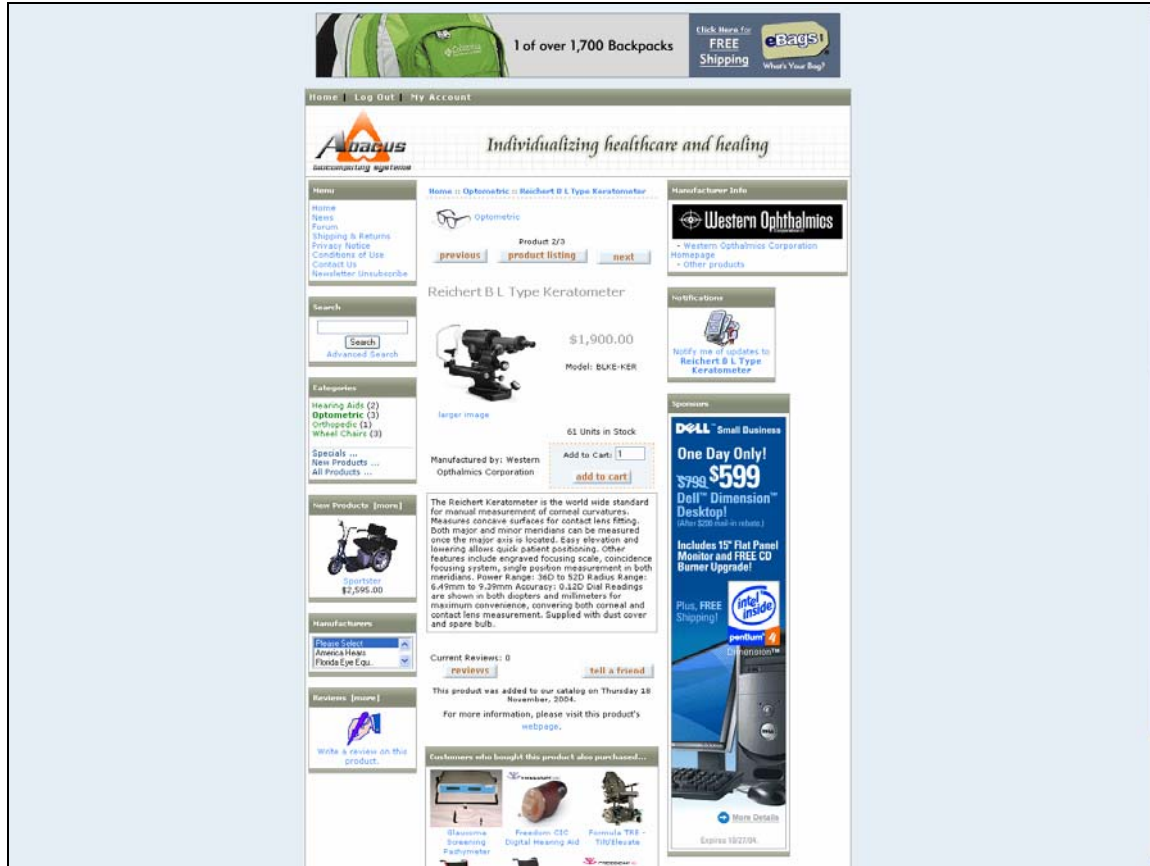 1 of over 1,700 Backpacks
Click Here for
FREE
Shipping
eBags!
What's Your Bag?
Home | Log Out | My Account
Abacus
biocomputing systems
Individualizing healthcare and healing
Menu
Home
News
Forum
Shipping & Returns
Privacy Notice
Conditions of Use
Contact Us
Newsletter Unsubscribe
Search
Search
Advanced Search
Categories
Hearing Aids (2)
Optometric (3)
Orthopedic (1)
Wheel Chairs (3)
Specials ...
New Products ...
All Products ...
New Products [more]
Sportster
$2,595.00
Manufacturers
Please Select
America Hears
Florida Eye Equ..
Reviews [more]
Write a review on this
product.
Home :: Optometric :: Reichert B L Type Keratometer
Optometric
Product 2/3
previous product listing next
Reichert B L Type Keratometer
$1,900.00
Model: BLKE-KER
larger image
61 Units in Stock
Manufactured by: Western
Opthalmics Corporation
Add to Cart: 1
add to cart
The Reichert Keratometer is the world wide standard
for manual measurement of corneal curvatures.
Measures concave surfaces for contact lens fitting.
Both major and minor meridians can be measured
once the major axis is located. Easy elevation and
lowering allows quick patient positioning. Other
features include engraved focusing scale, coincidence
focusing system, single position measurement in both
meridians. Power Range: 36D to 52D Radius Range:
6.49mm to 9.39mm Accuracy: 0.12D Dial Readings
are shown in both diopters and millimeters for
maximum convenience, convering both corneal and
contact lens measurement. Supplied with dust cover
and spare bulb.
Current Reviews: 0
reviews tell a friend
This product was added to our catalog on Thursday 18
November, 2004.
For more information, please visit this product's
webpage.
Customers who bought this product also purchased...
Glaucoma
Screening
Pachymeter
Freedom CIC
Digital Hearing Aid
Formula TRE -
Tilt/Elevate
Manufacturer Info
Western Ophthalmics
- Western Opthalmics Corporation
Homepage
- Other products
Notifications
Notify me of updates to
Reichert B L Type
Keratometer
Sponsors
DELL Small Business
One Day Only!
$799 $599
Dell™ Dimension™
Desktop!
(After $200 mail-in rebate.)
Includes 15" Flat Panel
Monitor and FREE CD
Burner Upgrade!
Plus, FREE
Shipping!
intel
inside
pentium 4
Dimension™
More Details
Expires 10/27/04.